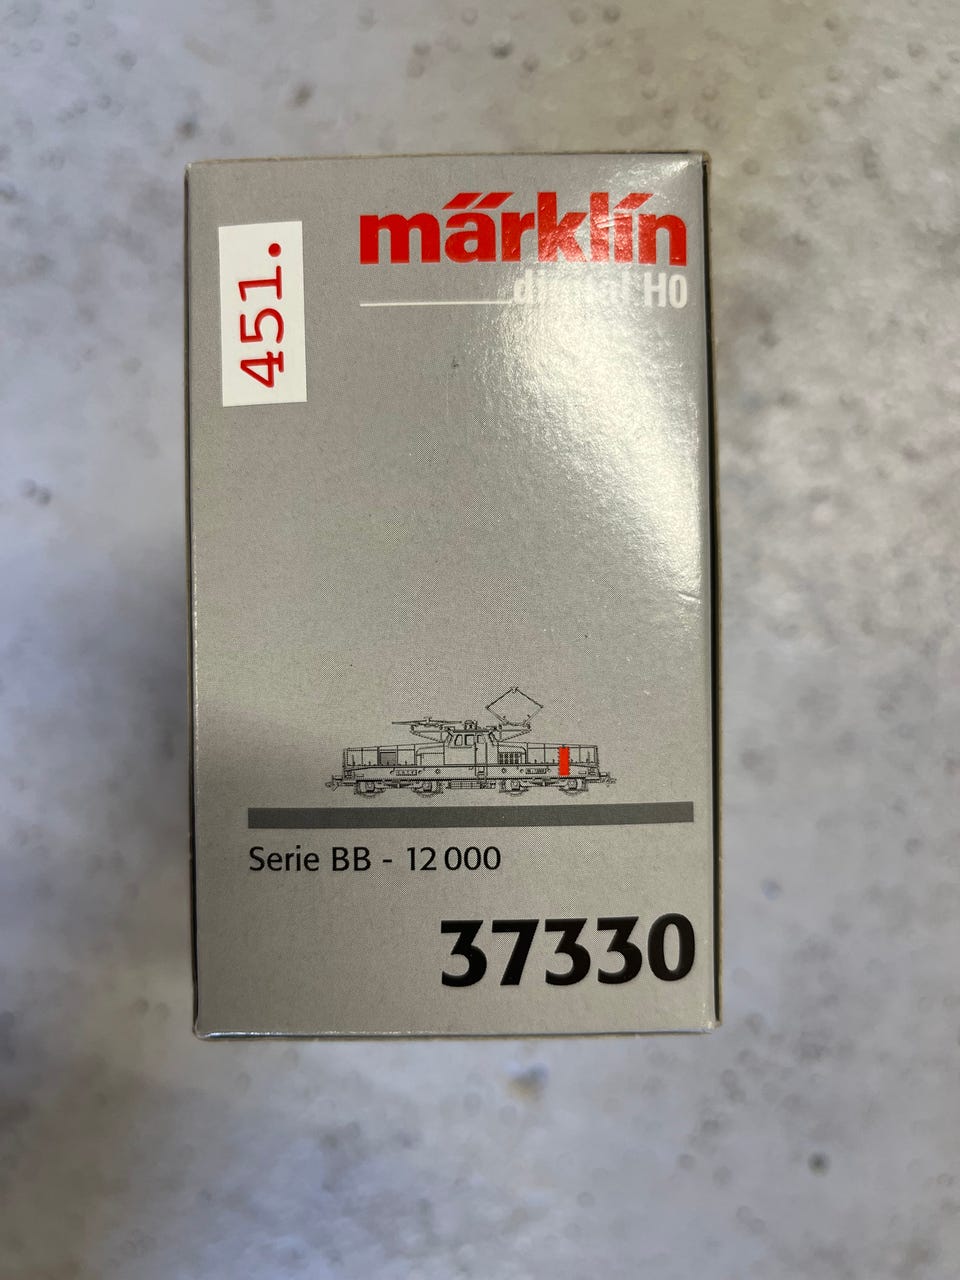 451.
märklin
digital H0
Serie BB - 12 000
37330